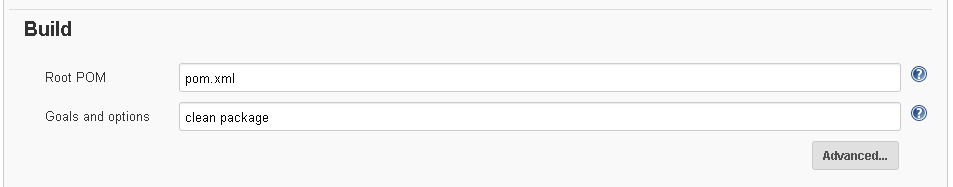 Build
Root POM pom.xml ?
Goals and options clean package ?
Advanced...